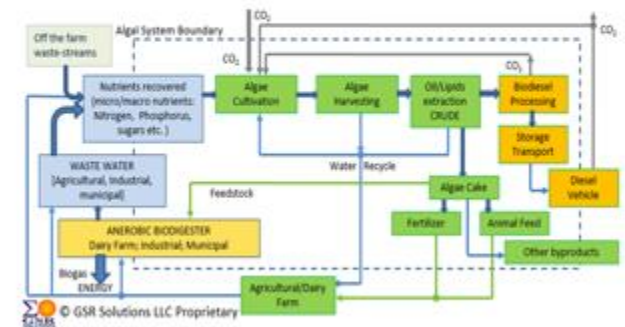 CO2
CO2
Algal System Boundary
Off the farm
waste-streams
CO2
CO2
Nutrients recovered
(micro/macro nutrients:
Nitrogen, Phosphorus,
sugars etc. )
Algae
Cultivation
Algae
Harvesting
Oil/Lipids
extraction
CRUDE
Biodiesel
Processing
Storage
Transport
WASTE WATER
(Agricultural, Industrial,
municipal)
Water Recycle
Feedstock
Algae Cake
Diesel
Vehicle
ANEROBIC BIODIGESTER
Dairy Farm; Industrial; Municipal
Fertilizer
Animal Feed
Other byproducts
Biogas
ENERGY
Agricultural/Dairy
Farm
© GSR Solutions LLC Proprietary